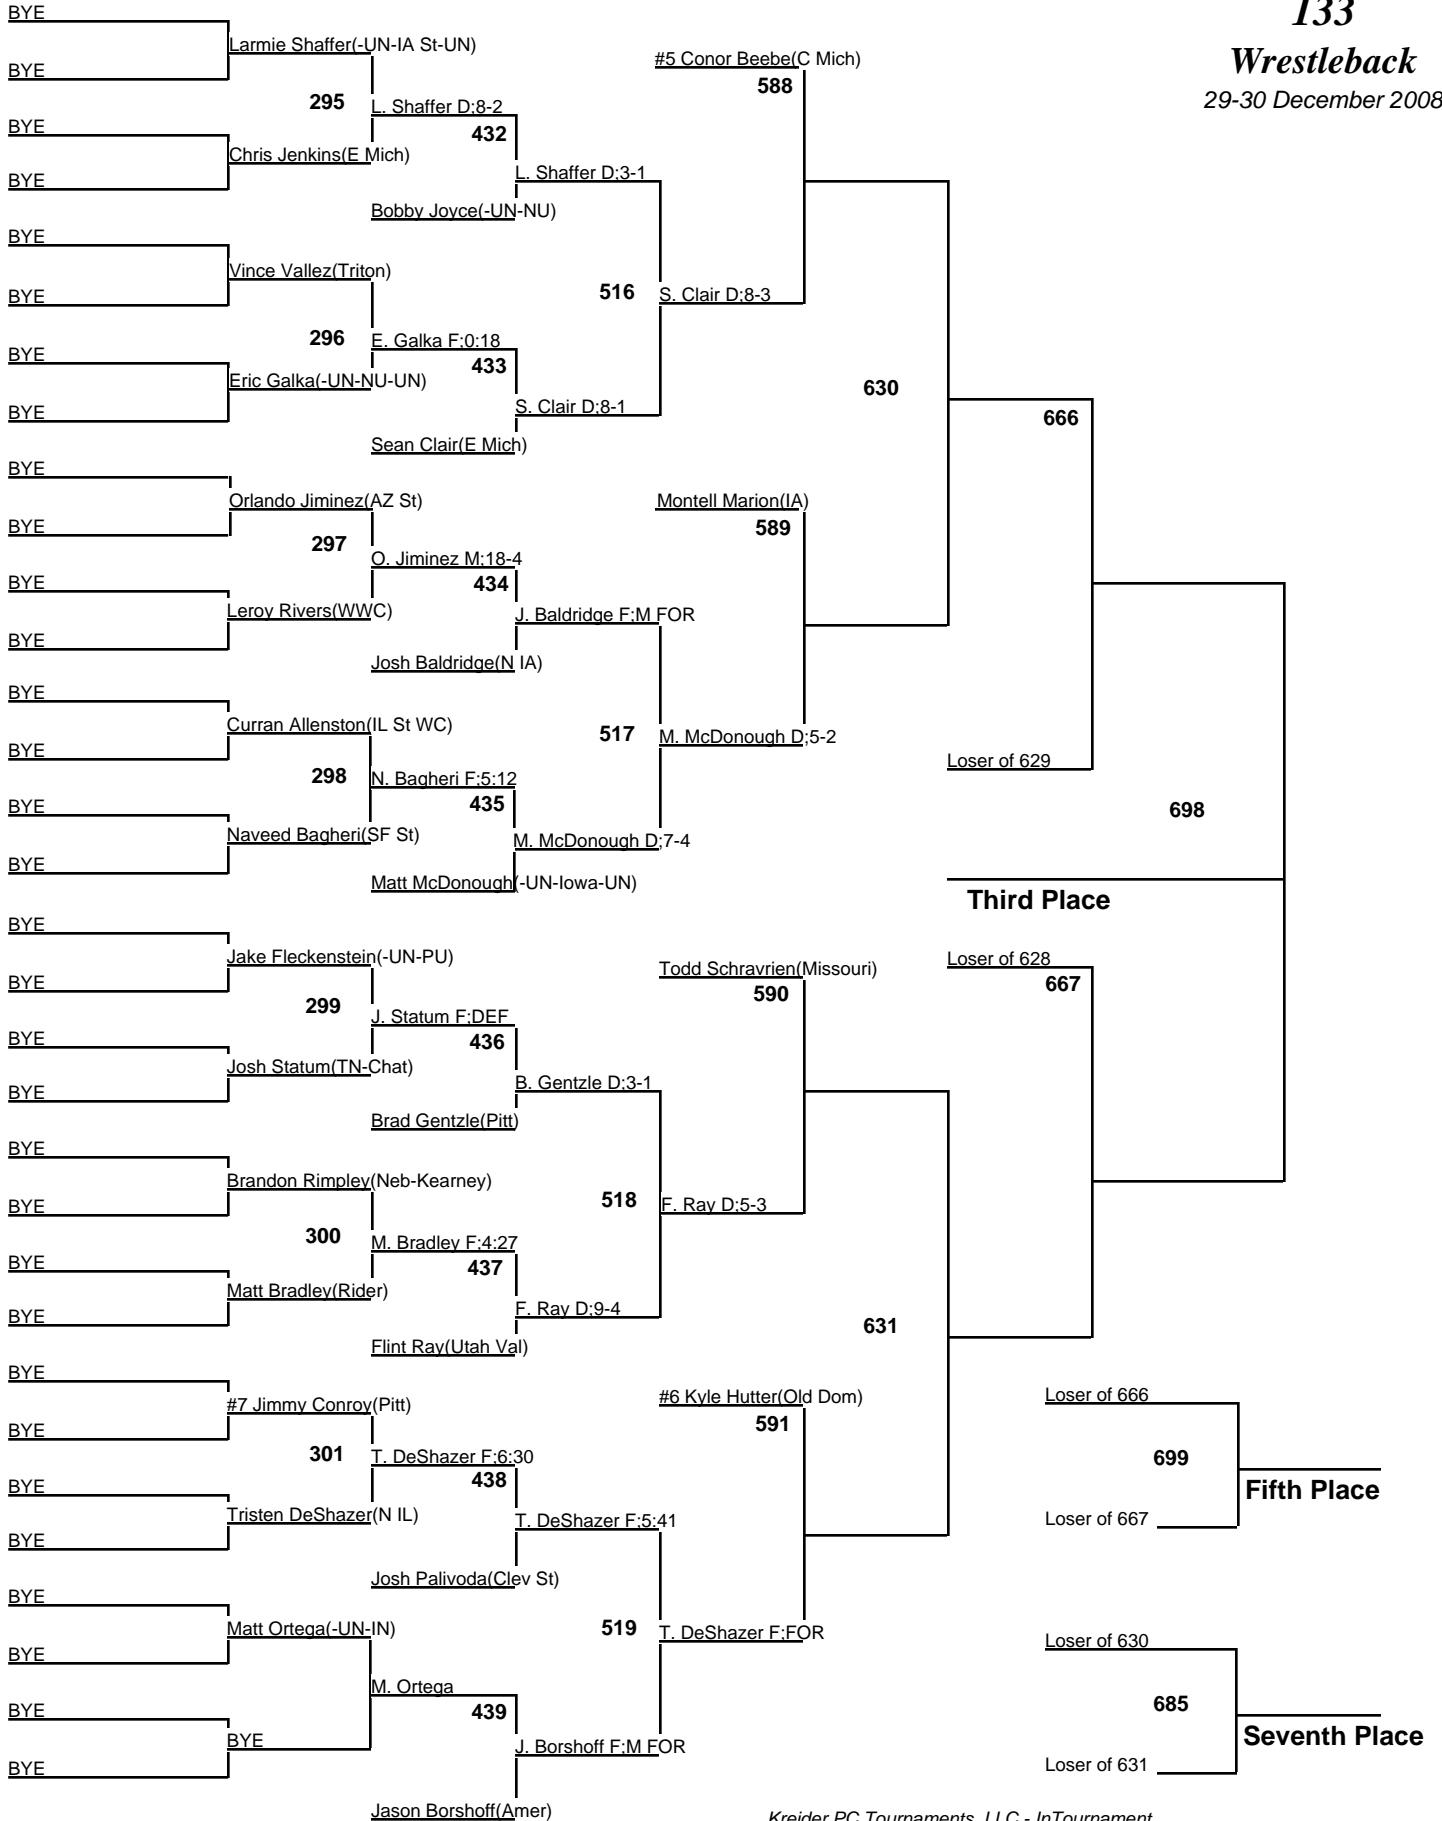 133
Wrestleback
29-30 December 2008
BYE
Larmie Shaffer(-UN-IA St-UN)
#5 Conor Beebe(C Mich)
BYE
588
295
L. Shaffer D;8-2
BYE
432
Chris Jenkins(E Mich)
L. Shaffer D;3-1
BYE
Bobby Joyce(-UN-NU)
BYE
Vince Vallez(Triton)
516
S. Clair D;8-3
BYE
296
E. Galka F;0:18
BYE
433
630
Eric Galka(-UN-NU-UN)
S. Clair D;8-1
BYE
666
Sean Clair(E Mich)
BYE
Orlando Jiminez(AZ St)
Montell Marion(IA)
BYE
589
297
O. Jiminez M;18-4
BYE
434
Leroy Rivers(WWC)
J. Baldridge F;M FOR
BYE
Josh Baldridge(N IA)
BYE
Curran Allenston(IL St WC)
517
M. McDonough D;5-2
BYE
Loser of 629
298
N. Bagheri F;5:12
BYE
435
698
Naveed Bagheri(SF St)
M. McDonough D;7-4
BYE
Matt McDonough(-UN-Iowa-UN)
Third Place
BYE
Jake Fleckenstein(-UN-PU)
Todd Schravrien(Missouri)
Loser of 628
BYE
590
667
299
J. Statum F;DEF
BYE
436
Josh Statum(TN-Chat)
B. Gentzle D;3-1
BYE
Brad Gentzle(Pitt)
BYE
Brandon Rimpley(Neb-Kearney)
518
F. Ray D;5-3
BYE
300
M. Bradley F;4:27
BYE
437
Matt Bradley(Rider)
F. Ray D;9-4
BYE
631
Flint Ray(Utah Val)
BYE
#7 Jimmy Conroy(Pitt)
#6 Kyle Hutter(Old Dom)
Loser of 666
BYE
591
301
T. DeShazer F;6:30
699
BYE
438
Fifth Place
Tristen DeShazer(N IL)
T. DeShazer F;5:41
Loser of 667
BYE
Josh Palivoda(Clev St)
BYE
Matt Ortega(-UN-IN)
519
T. DeShazer F;FOR
Loser of 630
BYE
M. Ortega
685
BYE
439
BYE
J. Borshoff F;M FOR
Seventh Place
BYE
Loser of 631
Jason Borshoff(Amer)
Kreider PC Tournaments, LLC - InTournament